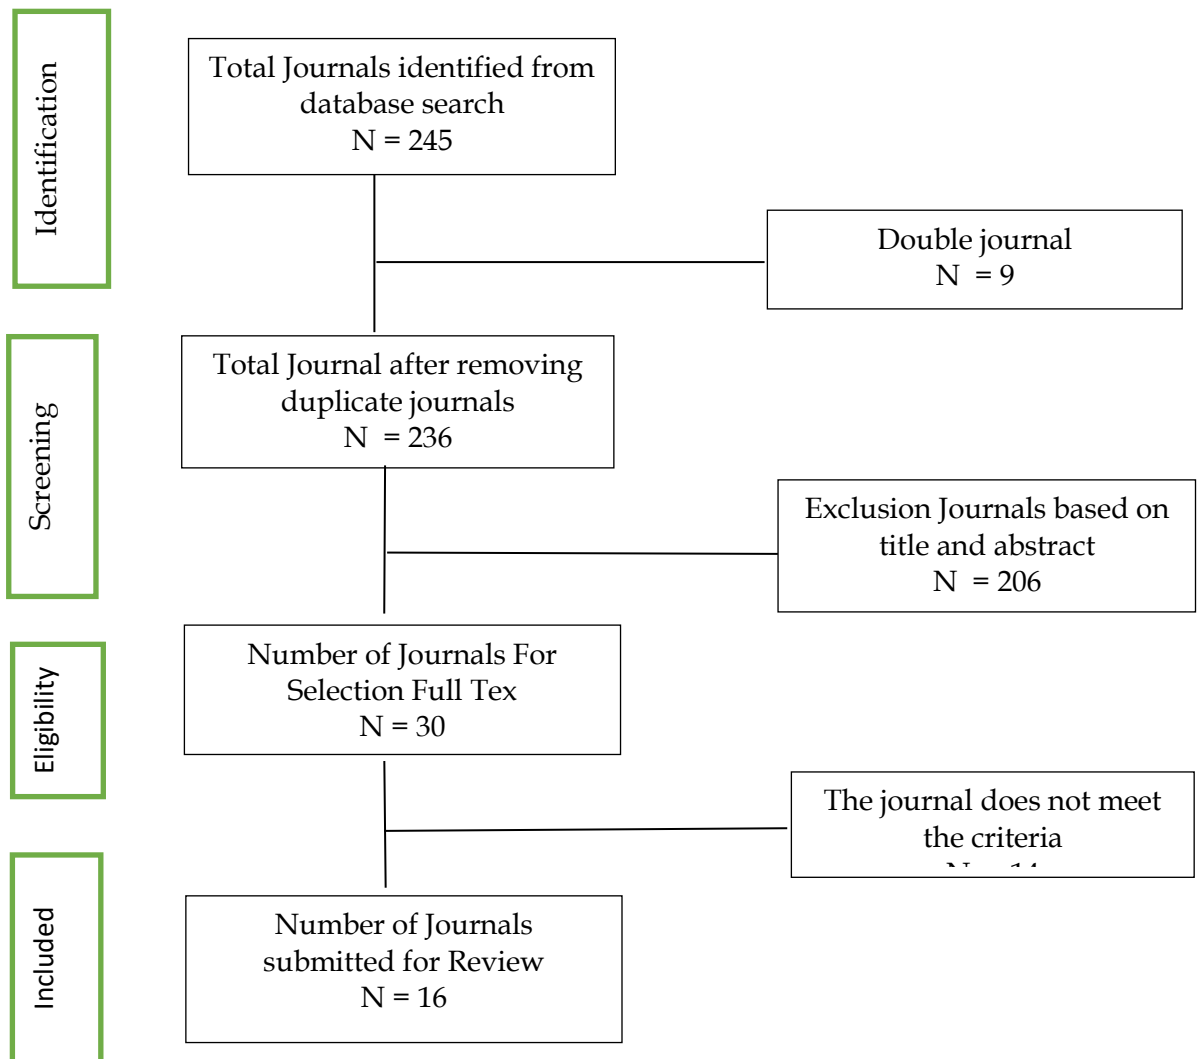 Identification
Total Journals identified from
database search
N = 245
Double journal
N = 9
Screening
Total Journal after removing
duplicate journals
N = 236
Exclusion Journals based on
title and abstract
N = 206
Eligibility
Number of Journals For
Selection Full Tex
N = 30
The journal does not meet
the criteria
Included
Number of Journals
submitted for Review
N = 16